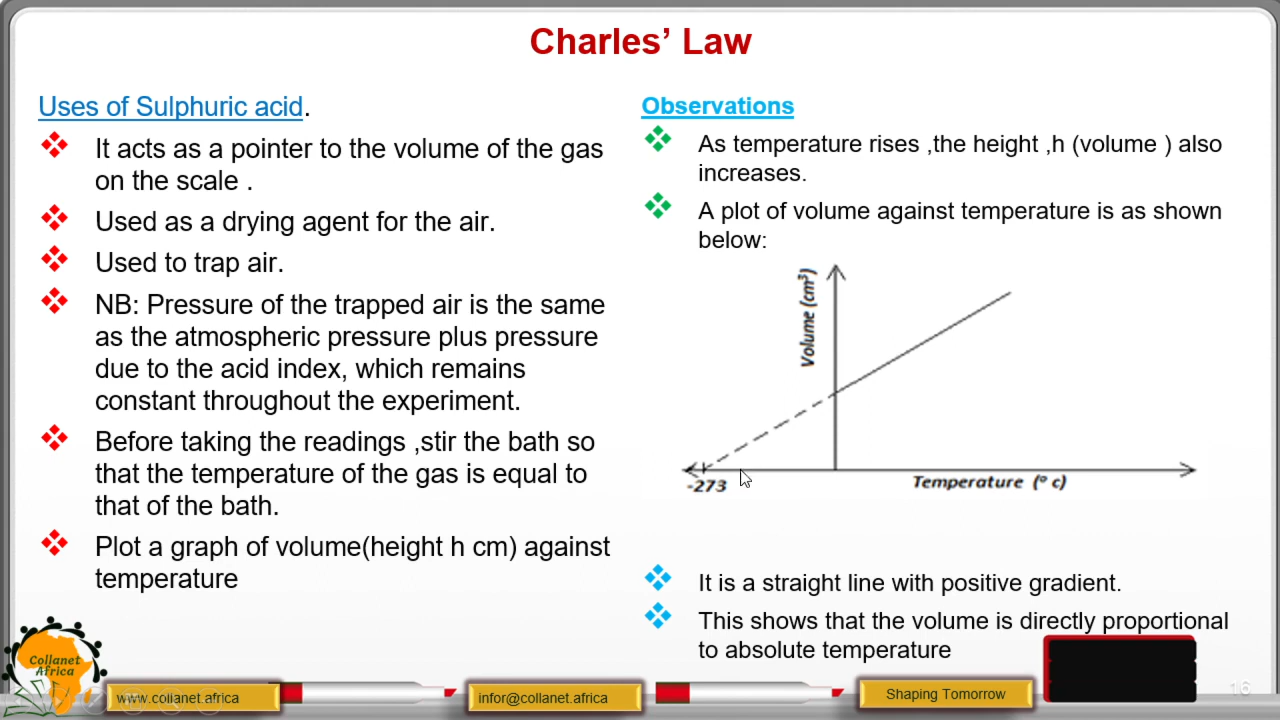 Charles’ Law
Uses of Sulphuric acid.
It acts as a pointer to the volume of the gas
on the scale .
Used as a drying agent for the air.
Used to trap air.
NB: Pressure of the trapped air is the same
as the atmospheric pressure plus pressure
due to the acid index, which remains
constant throughout the experiment.
Before taking the readings ,stir the bath so
that the temperature of the gas is equal to
that of the bath.
Plot a graph of volume(height h cm) against
temperature
Observations
As temperature rises ,the height ,h (volume ) also
increases.
A plot of volume against temperature is as shown
below:
Volume (cm³)
-273
Temperature (° c)
It is a straight line with positive gradient.
This shows that the volume is directly proportional
to absolute temperature
Collanet
Africa
www.collanet.africa
infor@collanet.africa
Shaping Tomorrow
16